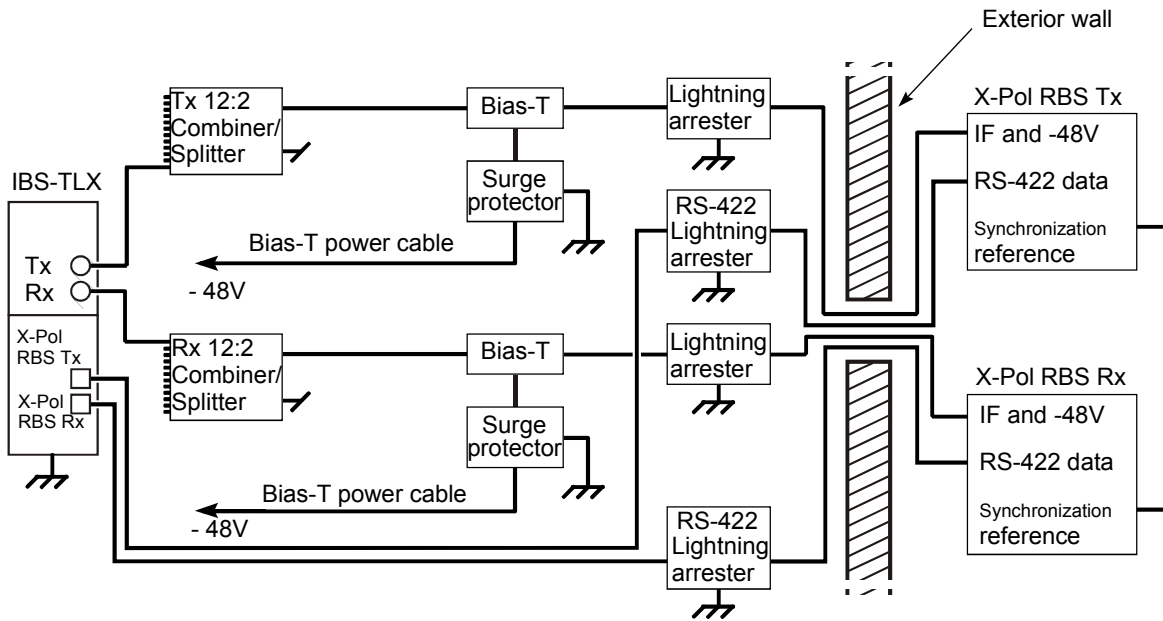 Exterior wall
Tx 12:2
Combiner/
Splitter
Bias-T
Lightning
arrester
X-Pol RBS Tx
IF and -48V
RS-422 data
Synchronization
reference
IBS-TLX
Surge
protector
RS-422
Lightning
arrester
Bias-T power cable
- 48V
Tx
Rx
X-Pol
RBS Tx
X-Pol
RBS Rx
Rx 12:2
Combiner/
Splitter
Bias-T
Lightning
arrester
X-Pol RBS Rx
IF and -48V
RS-422 data
Synchronization
reference
Surge
protector
Bias-T power cable
- 48V
RS-422
Lightning
arrester